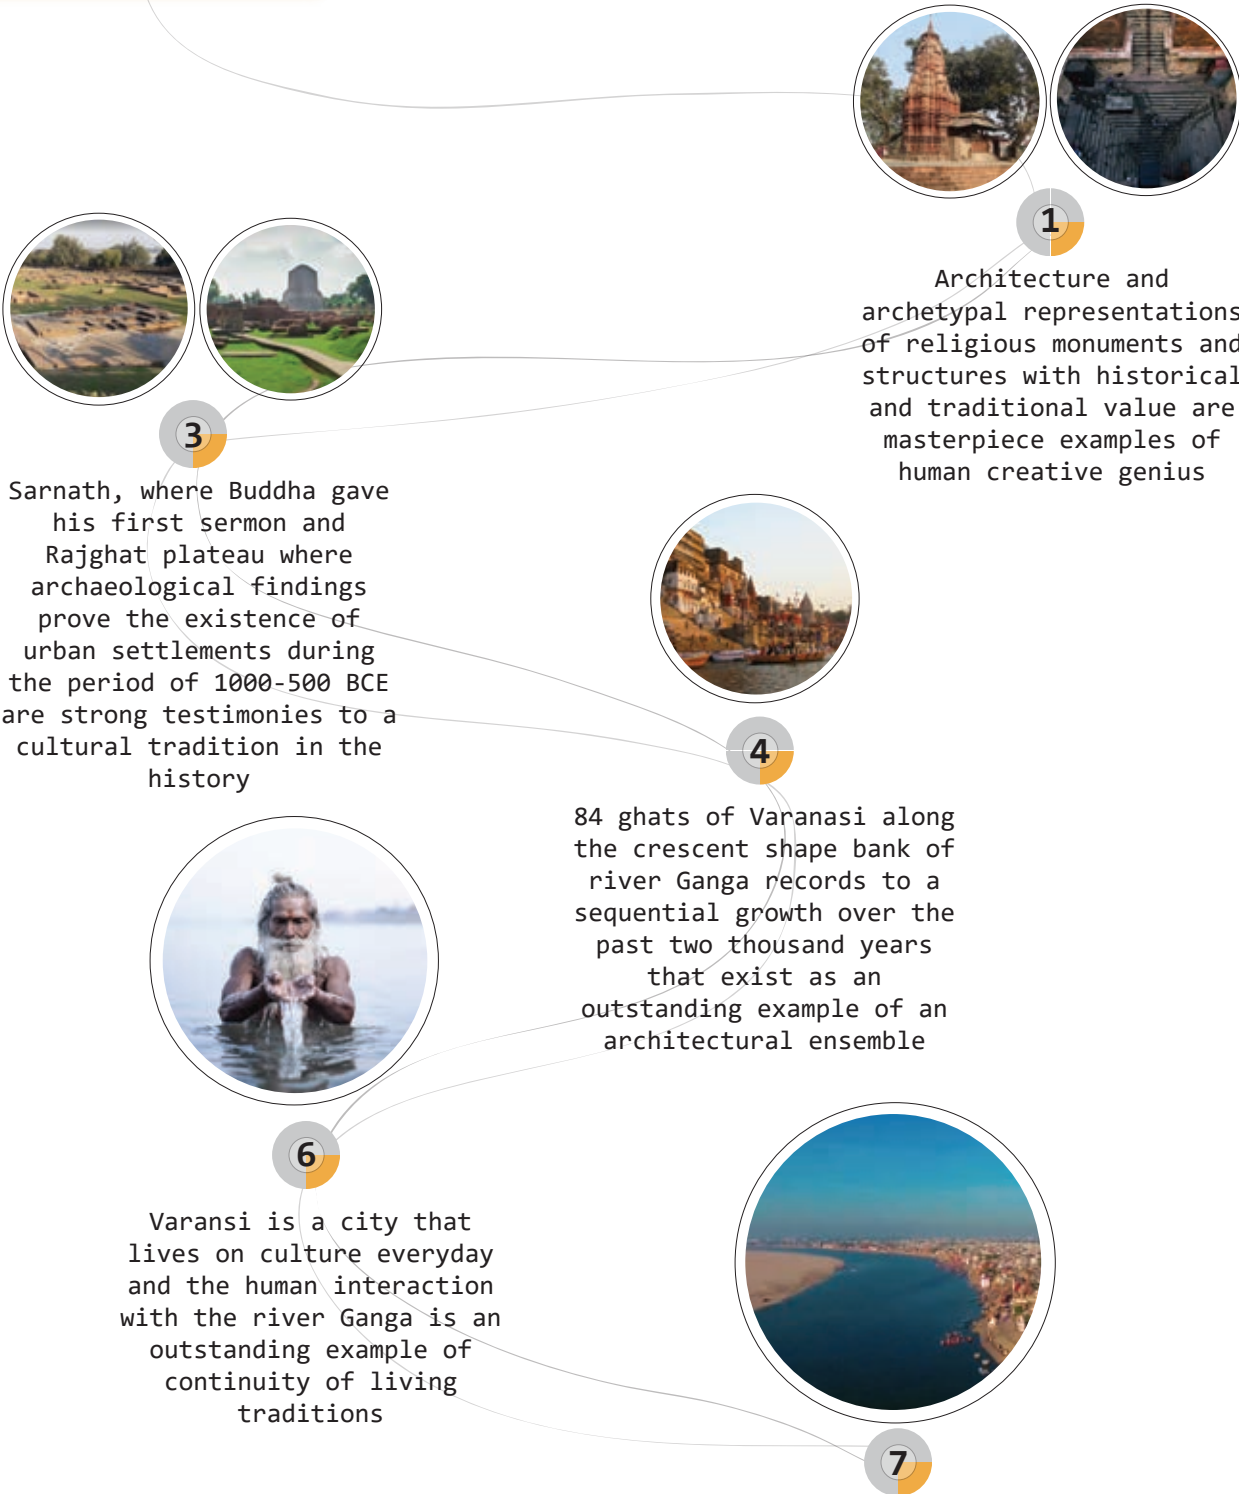 1
Architecture and
archetypal representations
of religious monuments and
structures with historical
and traditional value are
masterpiece examples of
human creative genius
3
Sarnath, where Buddha gave
his first sermon and
Rajghat plateau where
archaeological findings
prove the existence of
urban settlements during
the period of 1000-500 BCE
are strong testimonies to a
cultural tradition in the
history
4
84 ghats of Varanasi along
the crescent shape bank of
river Ganga records to a
sequential growth over the
past two thousand years
that exist as an
outstanding example of an
architectural ensemble
6
Varansi is a city that
lives on culture everyday
and the human interaction
with the river Ganga is an
outstanding example of
continuity of living
traditions
7